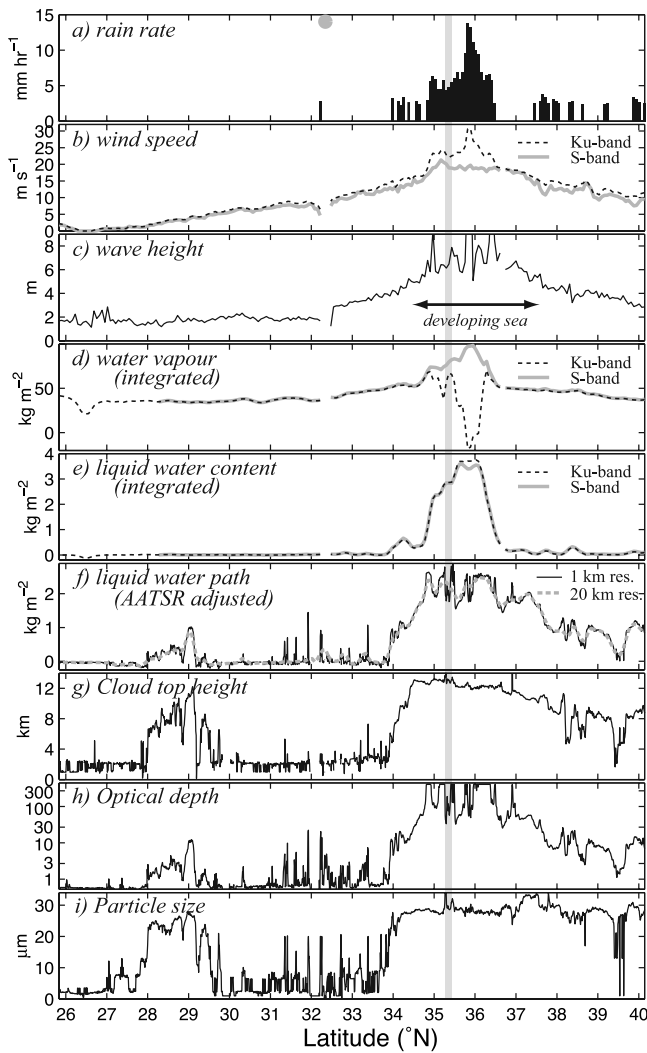 15
10
5
0
mm hr⁻¹
a) rain rate
30
25
20
15
10
5
0
m s⁻¹
b) wind speed
Ku-band
S-band
8
6
4
2
0
m
c) wave height
developing sea
50
0
kg m⁻²
d) water vapour
(integrated)
Ku-band
S-band
4
3
2
1
0
kg m⁻²
e) liquid water content
(integrated)
Ku-band
S-band
2
1
0
kg m⁻²
f) liquid water path
(AATSR adjusted)
1 km res.
20 km res.
12
8
4
0
km
g) Cloud top height
300
100
30
10
3
1
h) Optical depth
30
20
10
0
µm
i) Particle size
26 27 28 29 30 31 32 33 34 35 36 37 38 39 40
Latitude (°N)